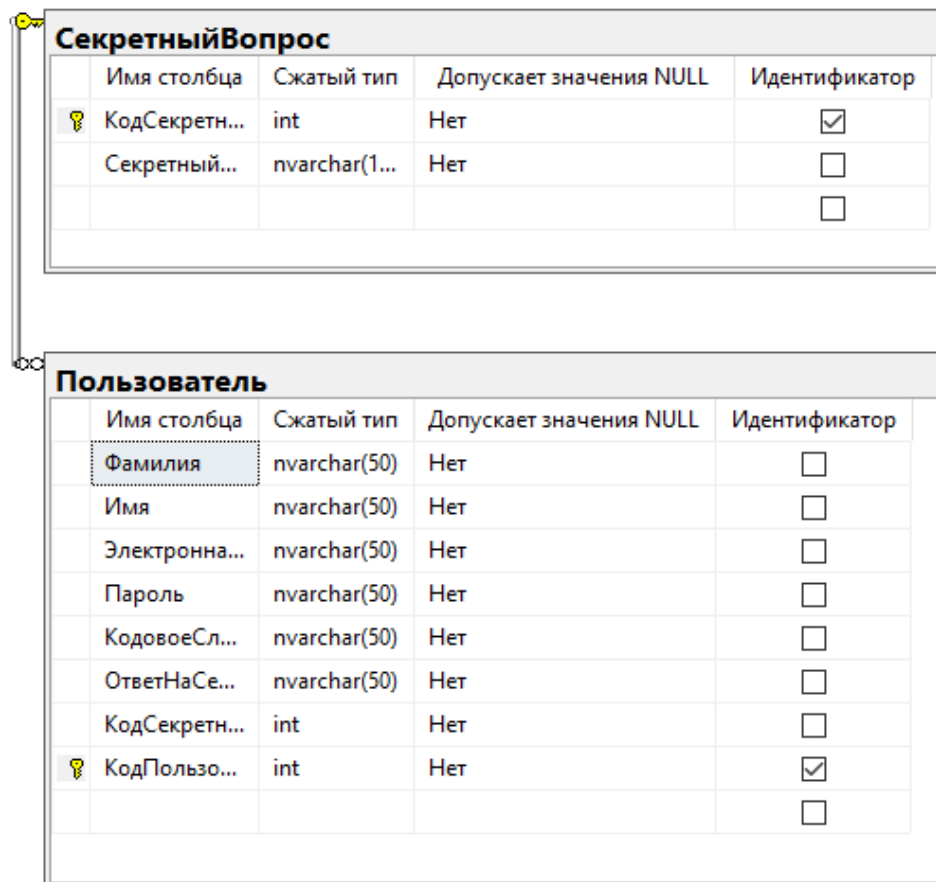 СекретныйВопрос
Имя столбца Сжатый тип Допускает значения NULL Идентификатор
КодСекретн... int Нет
Секретный... nvarchar(1... Нет
Пользователь
Имя столбца Сжатый тип Допускает значения NULL Идентификатор
Фамилия nvarchar(50) Нет
Имя nvarchar(50) Нет
Электронна... nvarchar(50) Нет
Пароль nvarchar(50) Нет
КодовоеСл... nvarchar(50) Нет
ОтветНаСе... nvarchar(50) Нет
КодСекретн... int Нет
КодПользо... int Нет